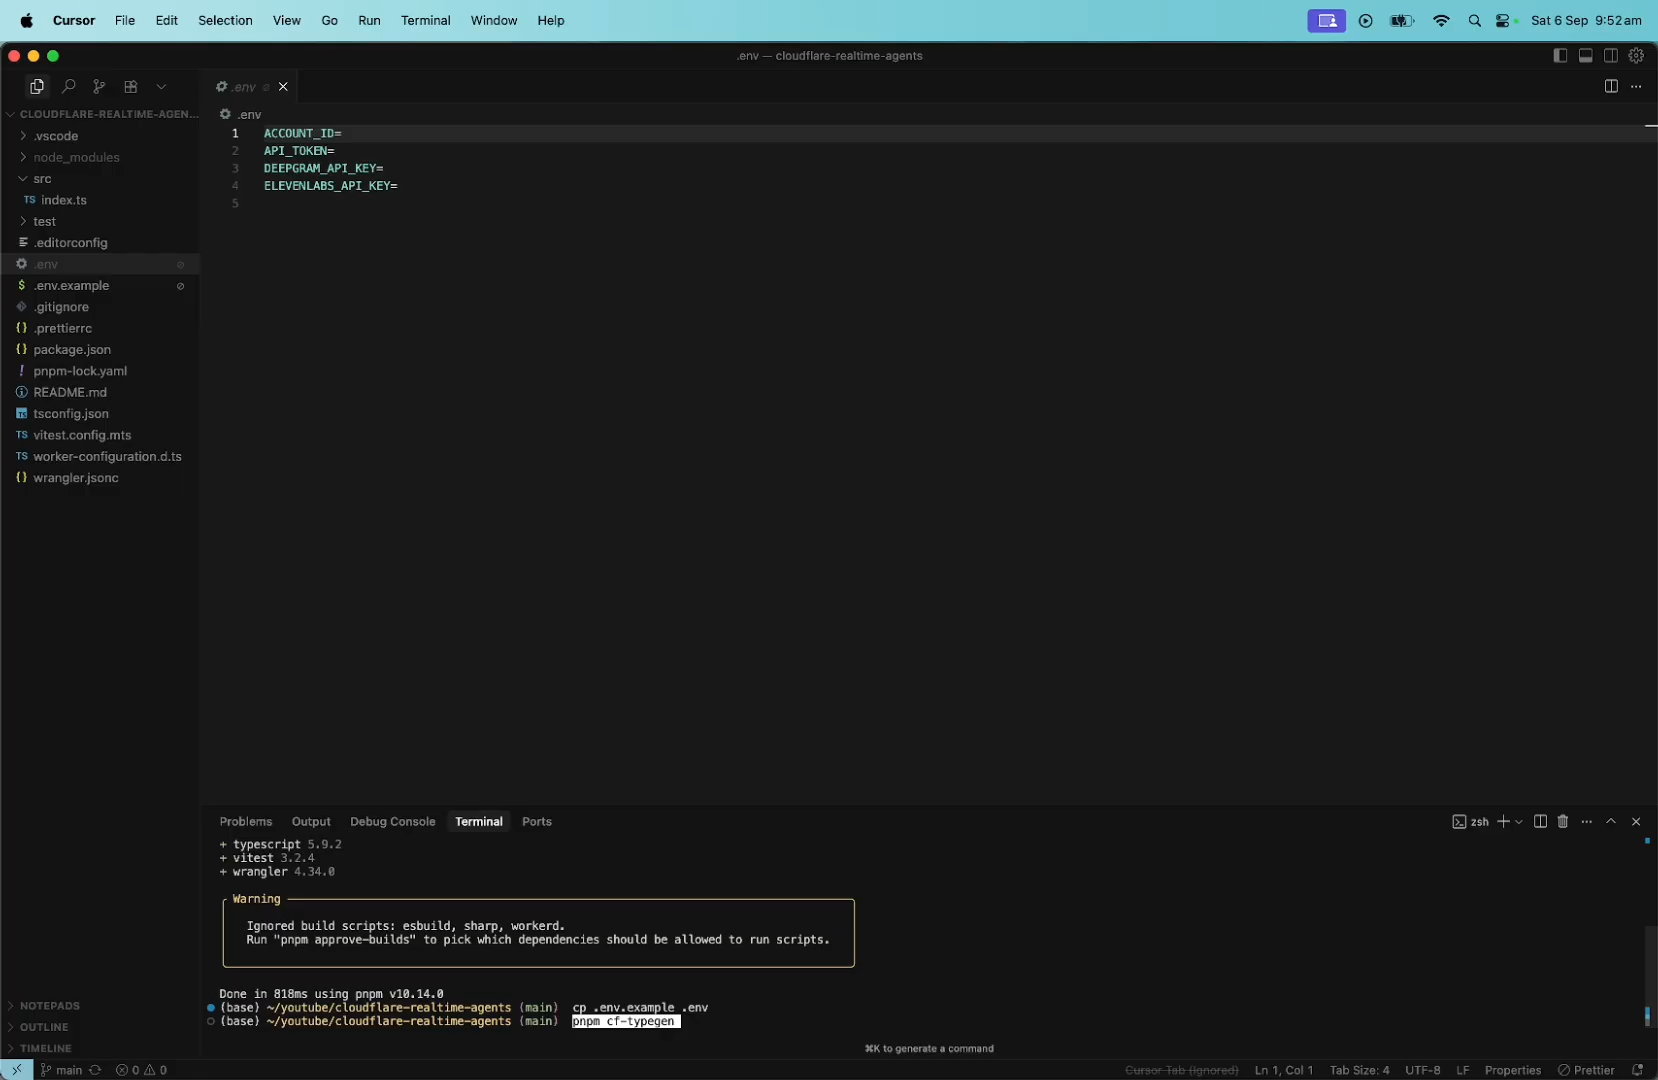 Cursor File Edit Selection View Go Run Terminal Window Help Sat 6 Sep 9:52am
.env — cloudflare-realtime-agents
.env
CLOUDFLARE-REALTIME-AGEN...
.vscode
node_modules
src
TS index.ts
test
.editorconfig
.env
$ .env.example
.gitignore
{} .prettierrc
{} package.json
! pnpm-lock.yaml
README.md
tsconfig.json
TS vitest.config.mts
TS worker-configuration.d.ts
{} wrangler.jsonc
NOTEPADS
OUTLINE
TIMELINE
.env
1 ACCOUNT_ID=
2 API_TOKEN=
3 DEEPGRAM_API_KEY=
4 ELEVENLABS_API_KEY=
5
Problems Output Debug Console Terminal Ports zsh
+ typescript 5.9.2
+ vitest 3.2.4
+ wrangler 4.34.0
Warning
Ignored build scripts: esbuild, sharp, workerd.
Run "pnpm approve-builds" to pick which dependencies should be allowed to run scripts.
Done in 818ms using pnpm v10.14.0
(base) ~/youtube/cloudflare-realtime-agents (main) cp .env.example .env
(base) ~/youtube/cloudflare-realtime-agents (main) pnpm cf-typegen
⌘K to generate a command
main 0 0 Cursor Tab (Ignored) Ln 1, Col 1 Tab Size: 4 UTF-8 LF Properties Prettier